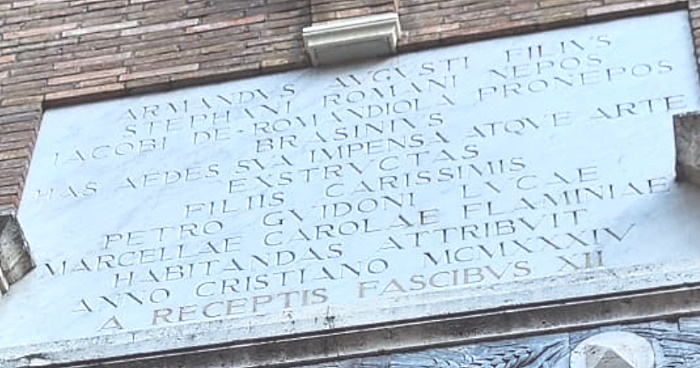 ARMANDVS AVGVSTI FILIVS
STEPHANI ROMANI NEPOS
IACOBI DE·ROMANDIOLA PRONEPOS
BRASINIVS
HAS AEDES SVA IMPENSA ATQVE ARTE
EXSTRVCTAS
FILIIS CARISSIMIS
PETRO GVIDONI LVCAE
MARCELLAE CAROLAE FLAMINIAE
HABITANDAS ATTRIBVIT
ANNO CRISTIANO MCMXXXIV
A RECEPTIS FASCIBVS XII